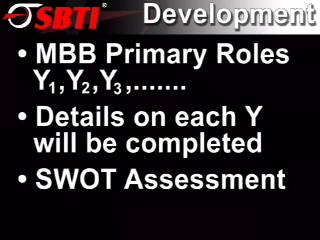 SBTI®
Development
• MBB Primary Roles
Y₁,Y₂,Y₃,.......
• Details on each Y
will be completed
• SWOT Assessment